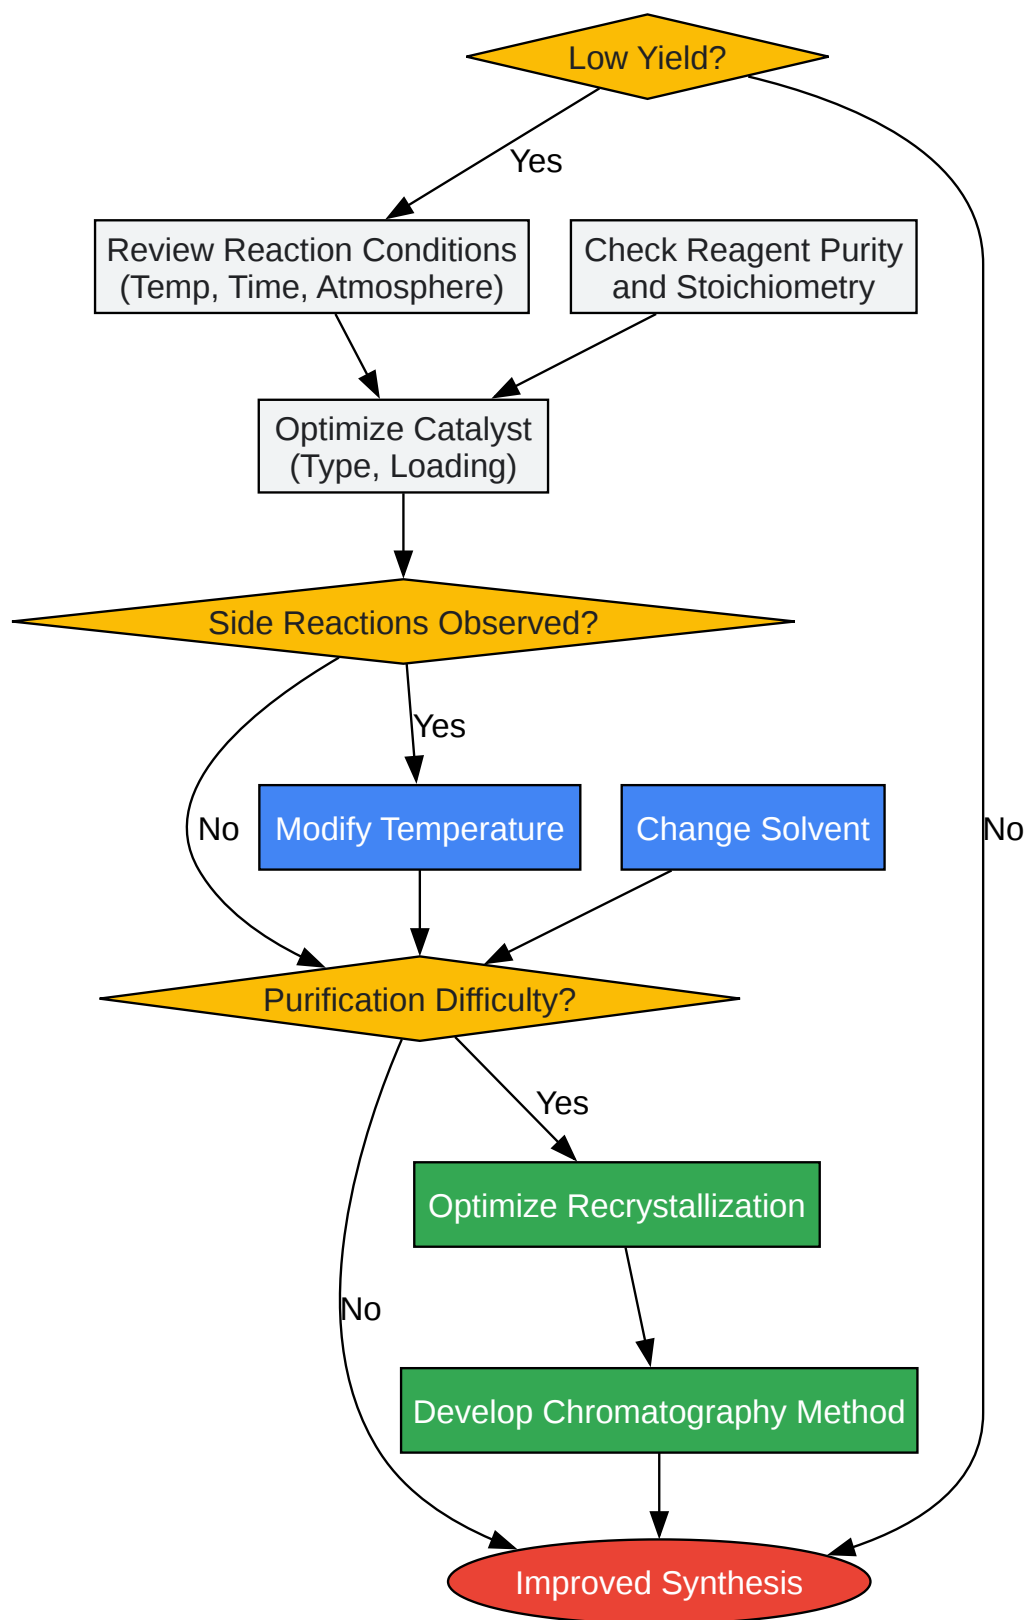 Low Yield?
Yes
Review Reaction Conditions
(Temp, Time, Atmosphere)
Check Reagent Purity
and Stoichiometry
Optimize Catalyst
(Type, Loading)
Side Reactions Observed?
Yes
No
Modify Temperature
Change Solvent
No
Purification Difficulty?
Yes
Optimize Recrystallization
No
Develop Chromatography Method
Improved Synthesis